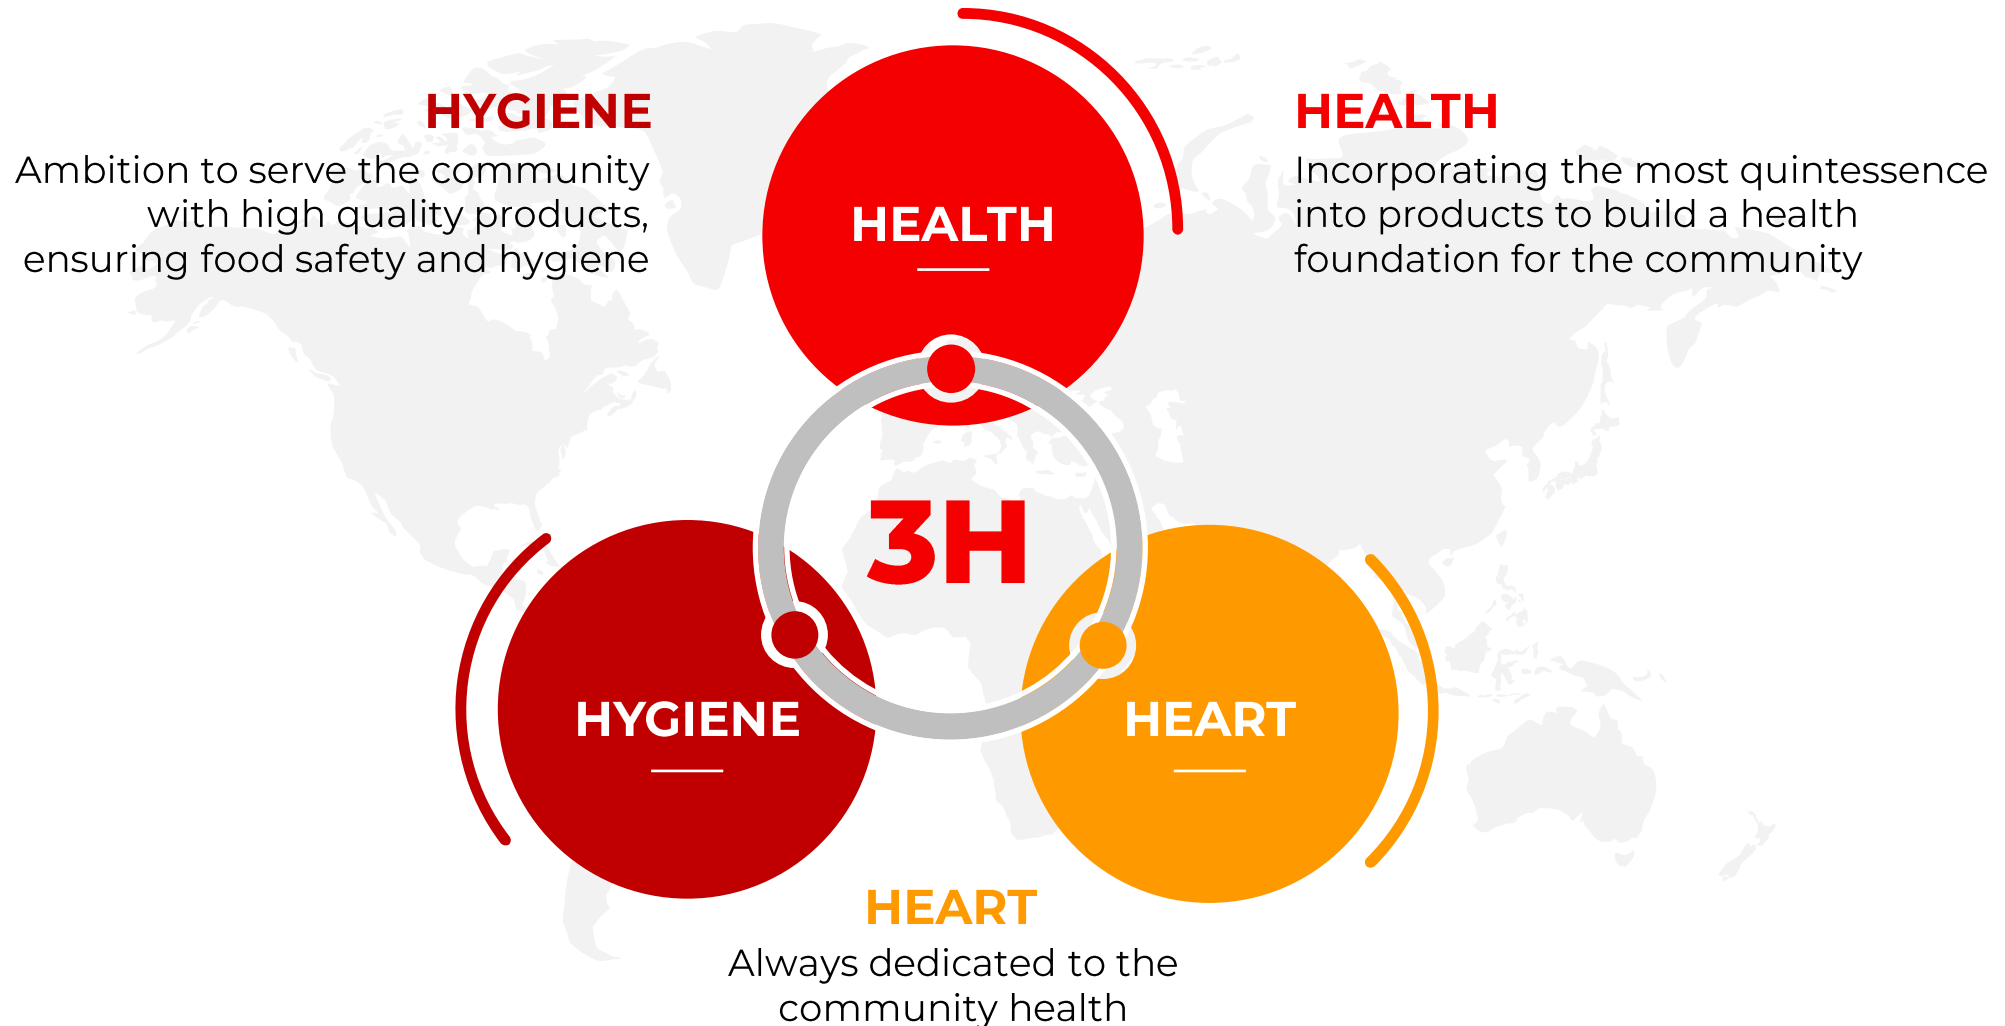 HYGIENE
Ambition to serve the community
with high quality products,
ensuring food safety and hygiene
HEALTH
HEALTH
Incorporating the most quintessence
into products to build a health
foundation for the community
3H
HYGIENE
HEART
HEART
Always dedicated to the
community health